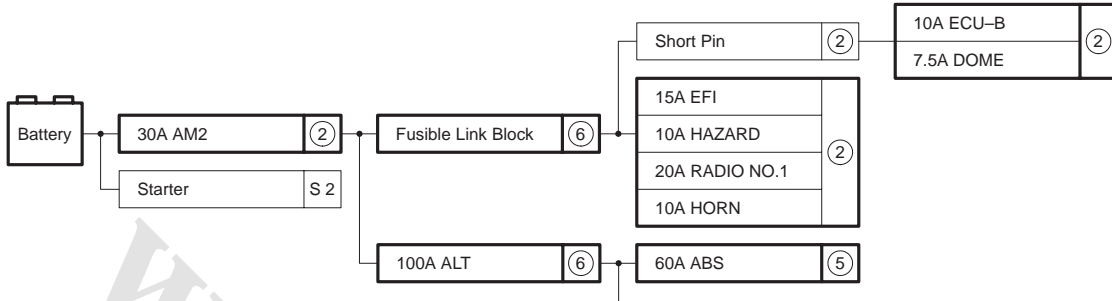 10A ECU–B
Short Pin ②
②
7.5A DOME
15A EFI
Battery
30A AM2 ②
Fusible Link Block ⑥
10A HAZARD
②
20A RADIO NO.1
Starter S 2
10A HORN
100A ALT ⑥
60A ABS ⑤